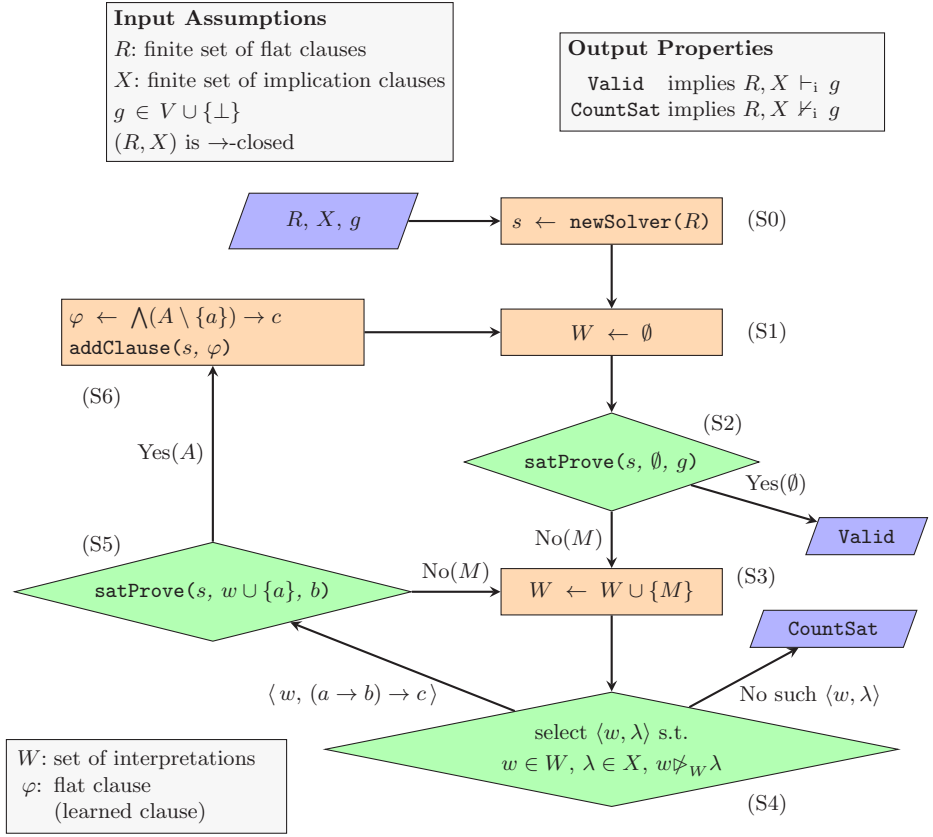 Input Assumptions
R: finite set of flat clauses
X: finite set of implication clauses
g ∈ V ∪ {⊥}
(R, X) is →-closed
Output Properties
Valid implies R, X ⊢i g
CountSat implies R, X ⊬i g
R, X, g
s ← newSolver(R)
(S0)
φ ← ⋀(A \ {a}) → c
addClause(s, φ)
(S6)
W ← ∅
(S1)
(S2)
satProve(s, ∅, g)
Yes(A)
Yes(∅)
Valid
No(M)
(S5)
satProve(s, w ∪ {a}, b)
No(M)
W ← W ∪ {M}
(S3)
CountSat
⟨ w, (a → b) → c ⟩
No such ⟨w, λ⟩
select ⟨w, λ⟩ s.t.
w ∈ W, λ ∈ X, w⋫W λ
(S4)
W: set of interpretations
φ: flat clause
(learned clause)